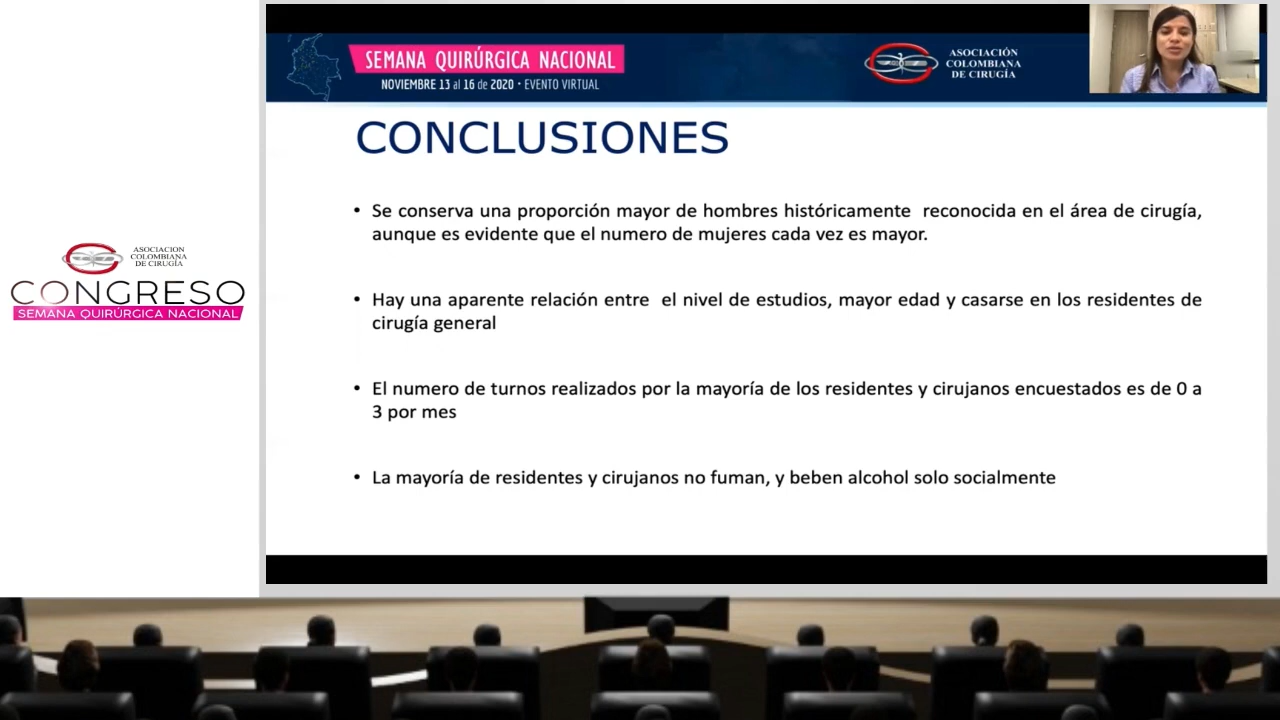 SEMANA QUIRÚRGICA NACIONAL
NOVIEMBRE 13 al 16 de 2020 • EVENTO VIRTUAL
ASOCIACIÓN
COLOMBIANA
DE CIRUGÍA
CONCLUSIONES
• Se conserva una proporción mayor de hombres históricamente  reconocida en el área de cirugía,
aunque es evidente que el numero de mujeres cada vez es mayor.
• Hay una aparente relación entre  el nivel de estudios, mayor edad y casarse en los residentes de
cirugía general
• El numero de turnos realizados por la mayoría de los residentes y cirujanos encuestados es de 0 a
3 por mes
• La mayoría de residentes y cirujanos no fuman, y beben alcohol solo socialmente
ASOCIACION
COLOMBIANA
DE CIRUGÍA
CONGRESO
SEMANA QUIRÚRGICA NACIONAL